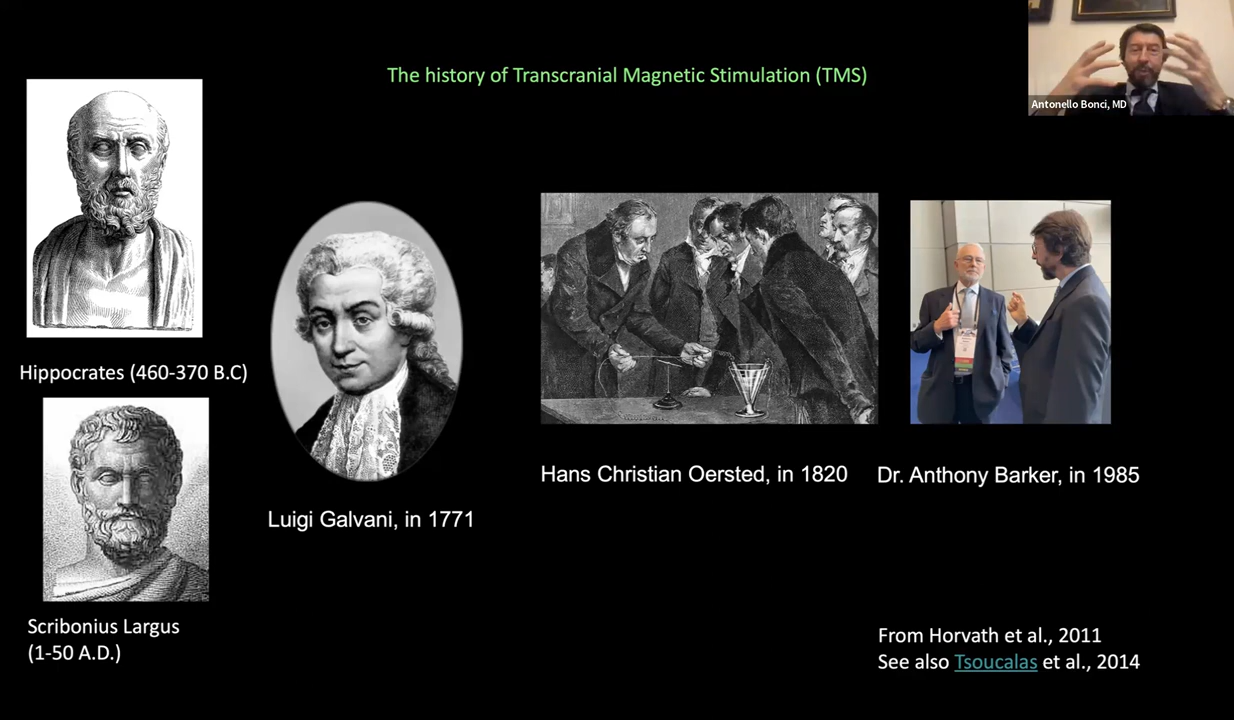 The history of Transcranial Magnetic Stimulation (TMS)
Antonello Bonci, MD
Hippocrates (460-370 B.C)
Scribonius Largus
(1-50 A.D.)
Luigi Galvani, in 1771
Hans Christian Oersted, in 1820
Dr. Anthony Barker, in 1985
From Horvath et al., 2011
See also Tsoucalas et al., 2014